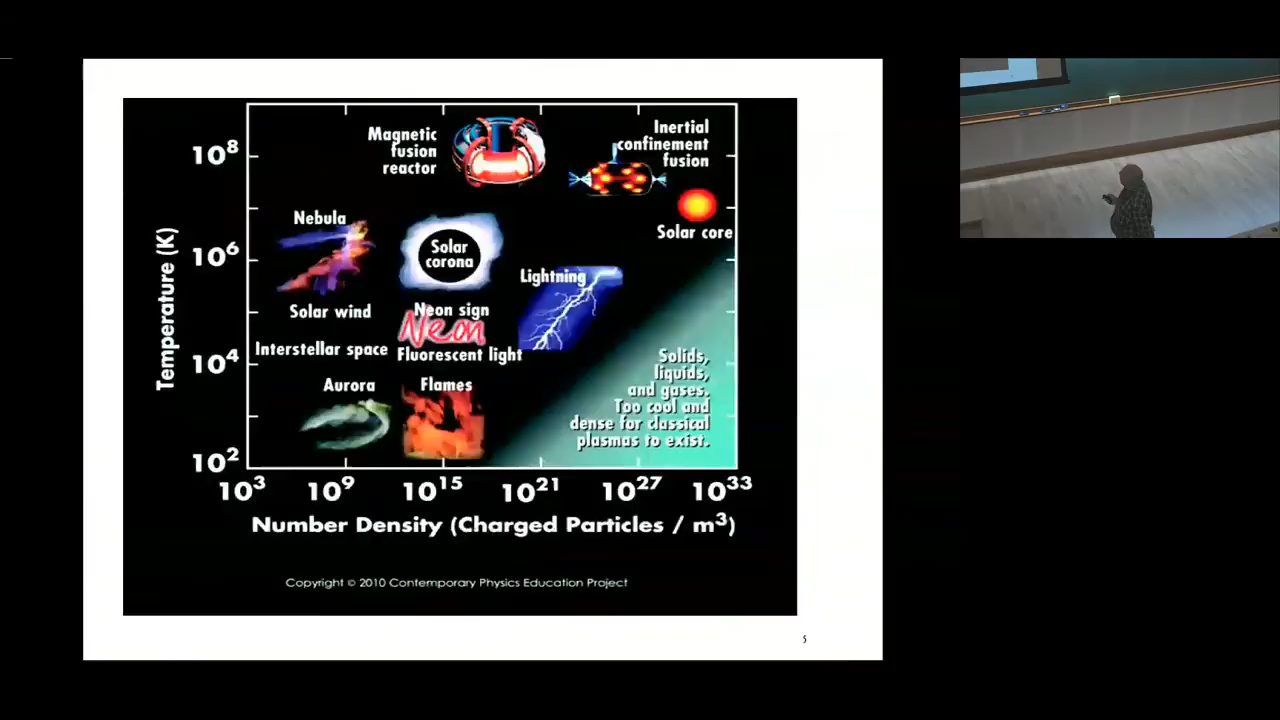 Magnetic
fusion
reactor
Inertial
confinement
fusion
10⁸
Nebula
Solar
corona
Solar core
10⁶
Temperature (K)
Lightning
Solar wind
Neon sign
Neon
Interstellar space
Fluorescent light
10⁴
Solids,
liquids,
and gases.
Too cool and
dense for classical
plasmas to exist.
Aurora
Flames
10²
10³ 10⁹ 10¹⁵ 10²¹ 10²⁷ 10³³
Number Density (Charged Particles / m³)
Copyright © 2010 Contemporary Physics Education Project
5